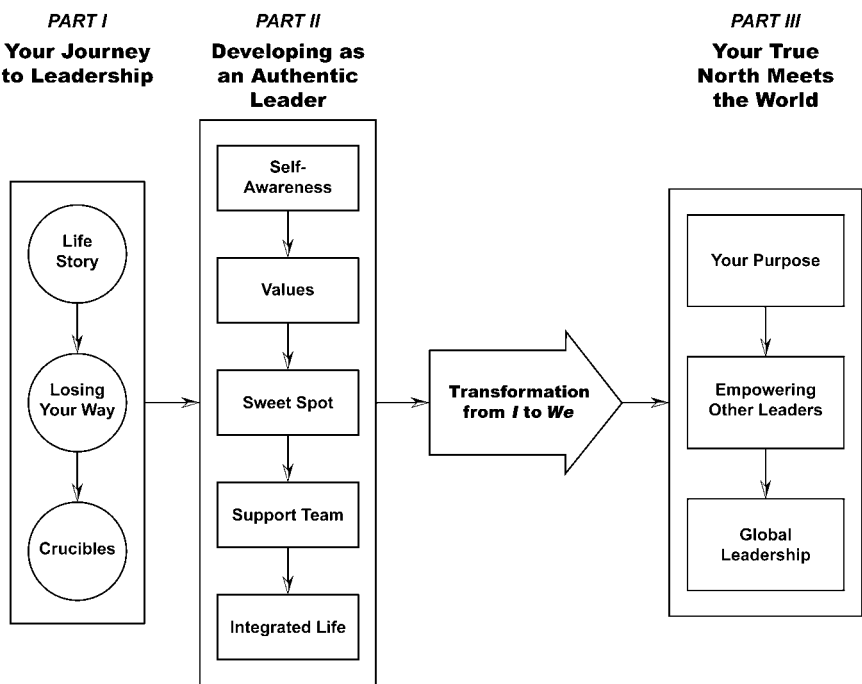 PART I
Your Journey
to Leadership
Life
Story
Losing
Your Way
Crucibles
PART II
Developing as
an Authentic
Leader
Self-
Awareness
Values
Sweet Spot
Support Team
Integrated Life
Transformation
from I to We
PART III
Your True
North Meets
the World
Your Purpose
Empowering
Other Leaders
Global
Leadership